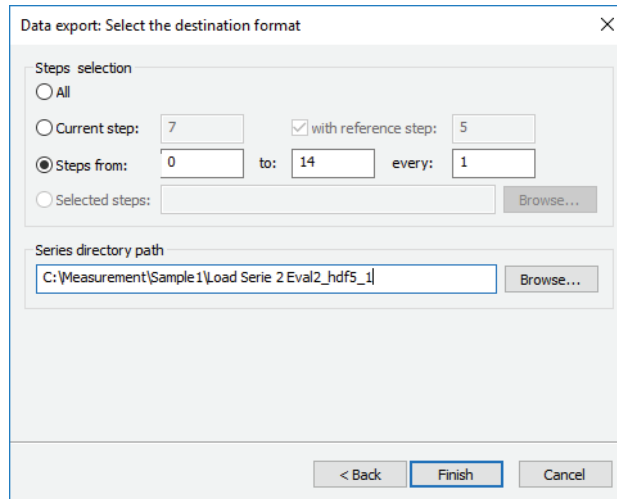 Data export: Select the destination format
Steps selection
All
Current step: 7 with reference step: 5
Steps from: 0 to: 14 every: 1
Selected steps: Browse...
Series directory path
C:\Measurement\Sample1\Load Serie 2 Eval2_hdf5_1 Browse...
< Back Finish Cancel